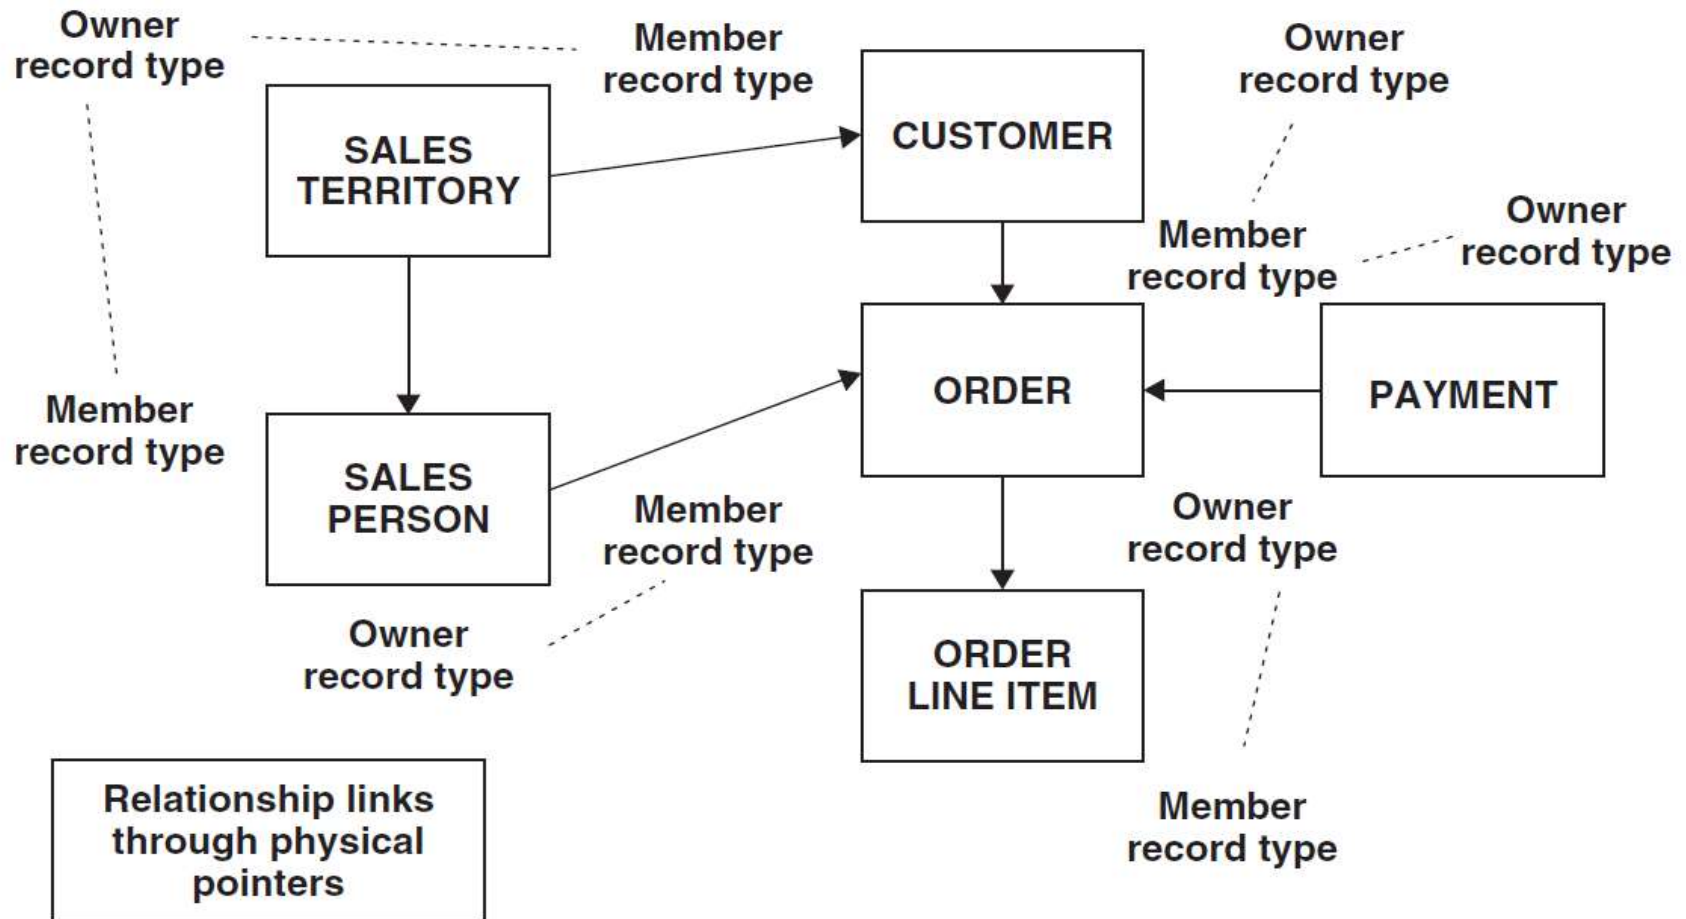 Owner
record type
Member
record type
Owner
record type
SALES
TERRITORY
CUSTOMER
Member
record type
Owner
record type
Member
record type
SALES
PERSON
ORDER
PAYMENT
Member
record type
Owner
record type
Owner
record type
ORDER
LINE ITEM
Member
record type
Relationship links
through physical
pointers